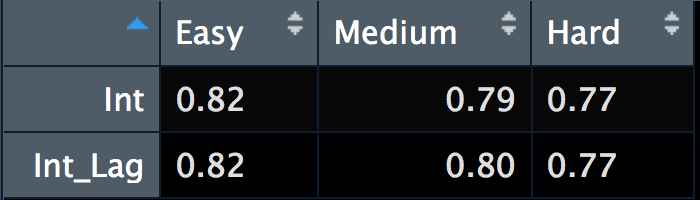 Easy Medium Hard
Int 0.82 0.79 0.77
Int_Lag 0.82 0.80 0.77